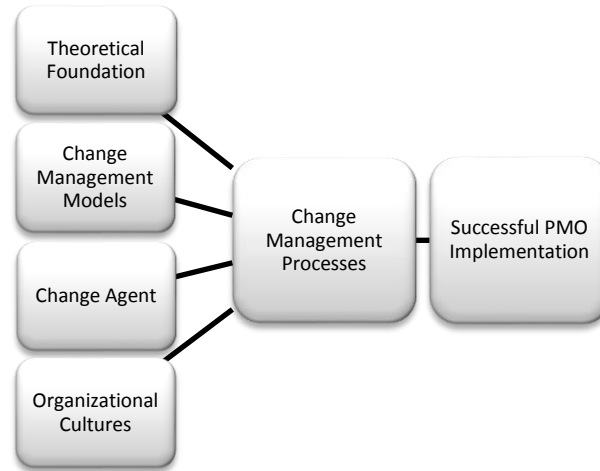 Theoretical
Foundation
Change
Management
Models
Change Agent
Organizational
Cultures
Change
Management
Processes
Successful PMO
Implementation